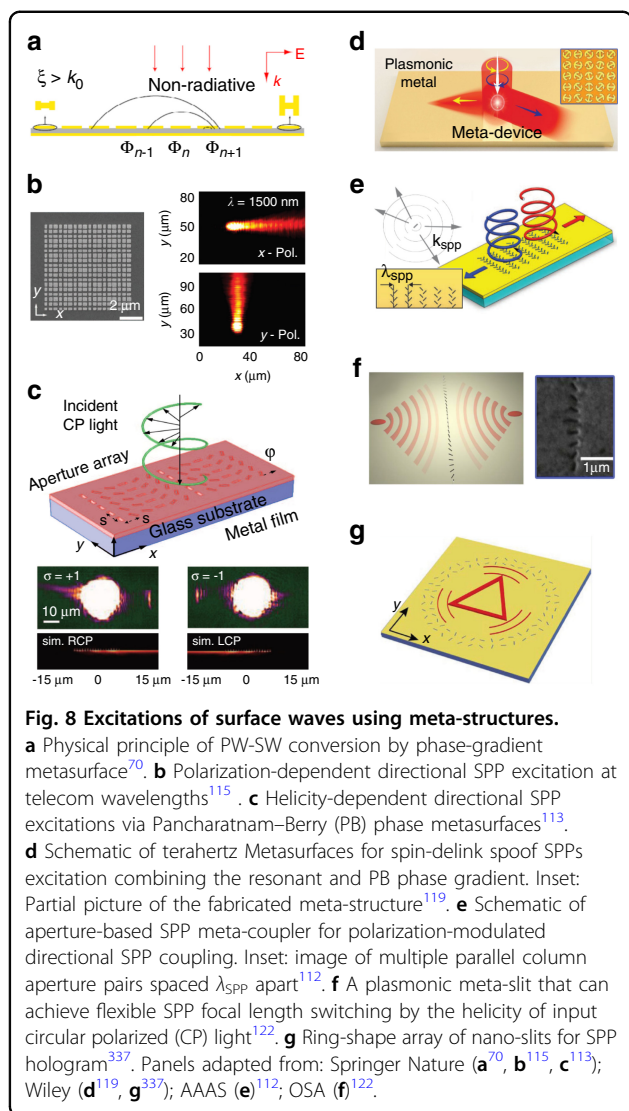 a
E
k
ξ > k0
Non-radiative
Φn-1 Φn Φn+1
b
y
x
2 μm
λ = 1500 nm
80
50
20
y (μm)
x - Pol.
90
60
30
y (μm)
y - Pol.
0 40 80
x (μm)
c
Incident
CP light
Aperture array
φ
s s
Glass substrate
Metal film
y x
σ = +1
10 μm
σ = -1
sim. RCP
sim. LCP
-15 μm 0 15 μm
-15 μm 0 15 μm
d
Plasmonic
metal
Meta-device
e
kspp
λspp
f
1μm
g
y
x
Fig. 8 Excitations of surface waves using meta-structures.
a Physical principle of PW-SW conversion by phase-gradient
metasurface70. b Polarization-dependent directional SPP excitation at
telecom wavelengths115 . c Helicity-dependent directional SPP
excitations via Pancharatnam–Berry (PB) phase metasurfaces113.
d Schematic of terahertz Metasurfaces for spin-delink spoof SPPs
excitation combining the resonant and PB phase gradient. Inset:
Partial picture of the fabricated meta-structure119. e Schematic of
aperture-based SPP meta-coupler for polarization-modulated
directional SPP coupling. Inset: image of multiple parallel column
aperture pairs spaced λSPP apart112. f A plasmonic meta-slit that can
achieve flexible SPP focal length switching by the helicity of input
circular polarized (CP) light122. g Ring-shape array of nano-slits for SPP
hologram337. Panels adapted from: Springer Nature (a70, b115, c113);
Wiley (d119, g337); AAAS (e)112; OSA (f)122.